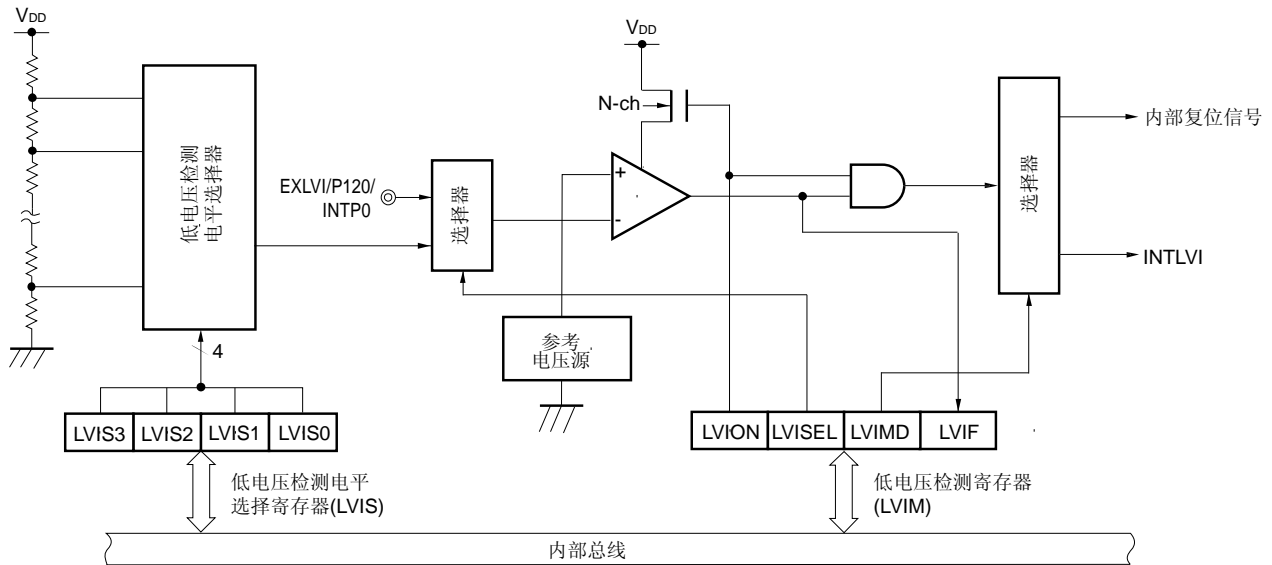 VDD
VDD
N-ch
低电压检测
电平选择器
EXLVI/P120/
INTP0
选择器
+
-
选择器
内部复位信号
INTLVI
参考
电压源
4
LVIS3 LVIS2 LVIS1 LVIS0
LVION LVISEL LVIMD LVIF
低电压检测电平
选择寄存器(LVIS)
低电压检测寄存器
(LVIM)
内部总线